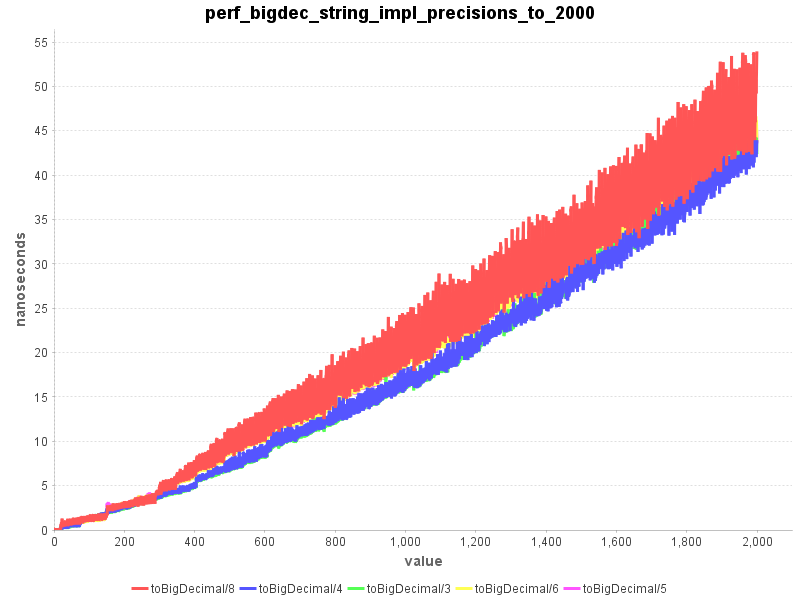 perf_bigdec_string_impl_precisions_to_2000
nanoseconds
55
50
45
40
35
30
25
20
15
10
5
0
0 200 400 600 800 1,000 1,200 1,400 1,600 1,800 2,000
value
toBigDecimal/8 toBigDecimal/4 toBigDecimal/3 toBigDecimal/6 toBigDecimal/5